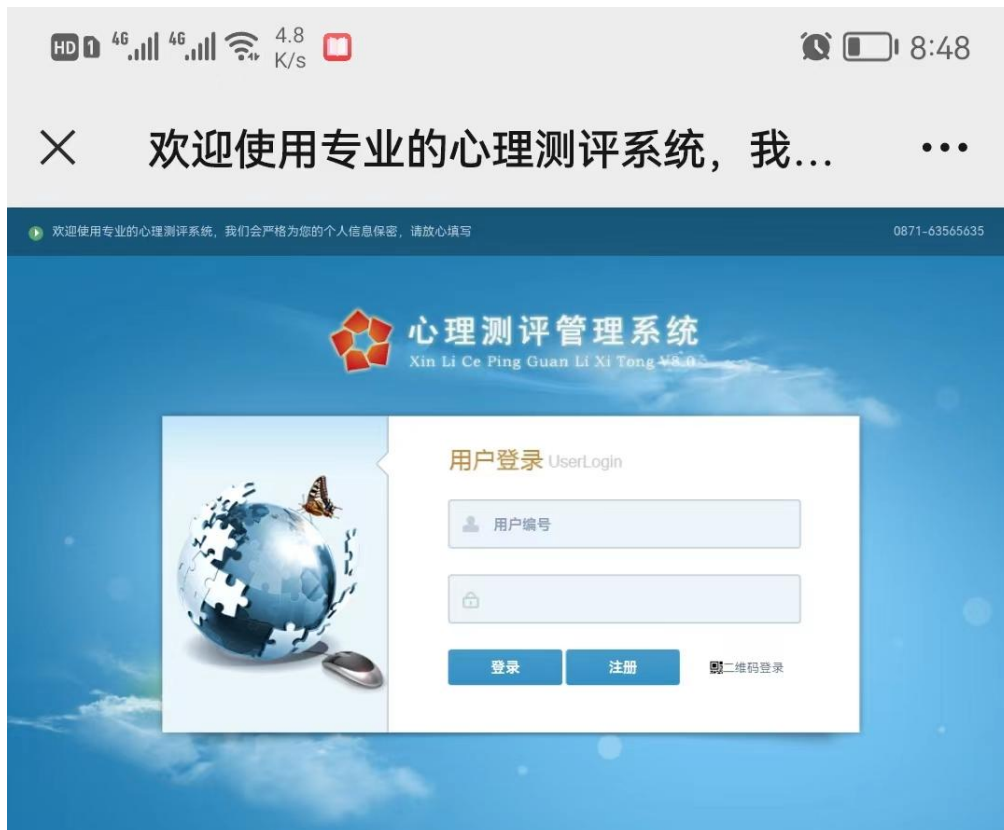 HD 1 4G 4G 4.8 K/s 8:48
欢迎使用专业的心理测评系统，我...
欢迎使用专业的心理测评系统，我们会严格为您的个人信息保密，请放心填写 0871-63565635
心理测评管理系统
Xin Li Ce Ping Guan Li Xi Tong V8.0
用户登录 UserLogin
用户编号
登录 注册 二维码登录